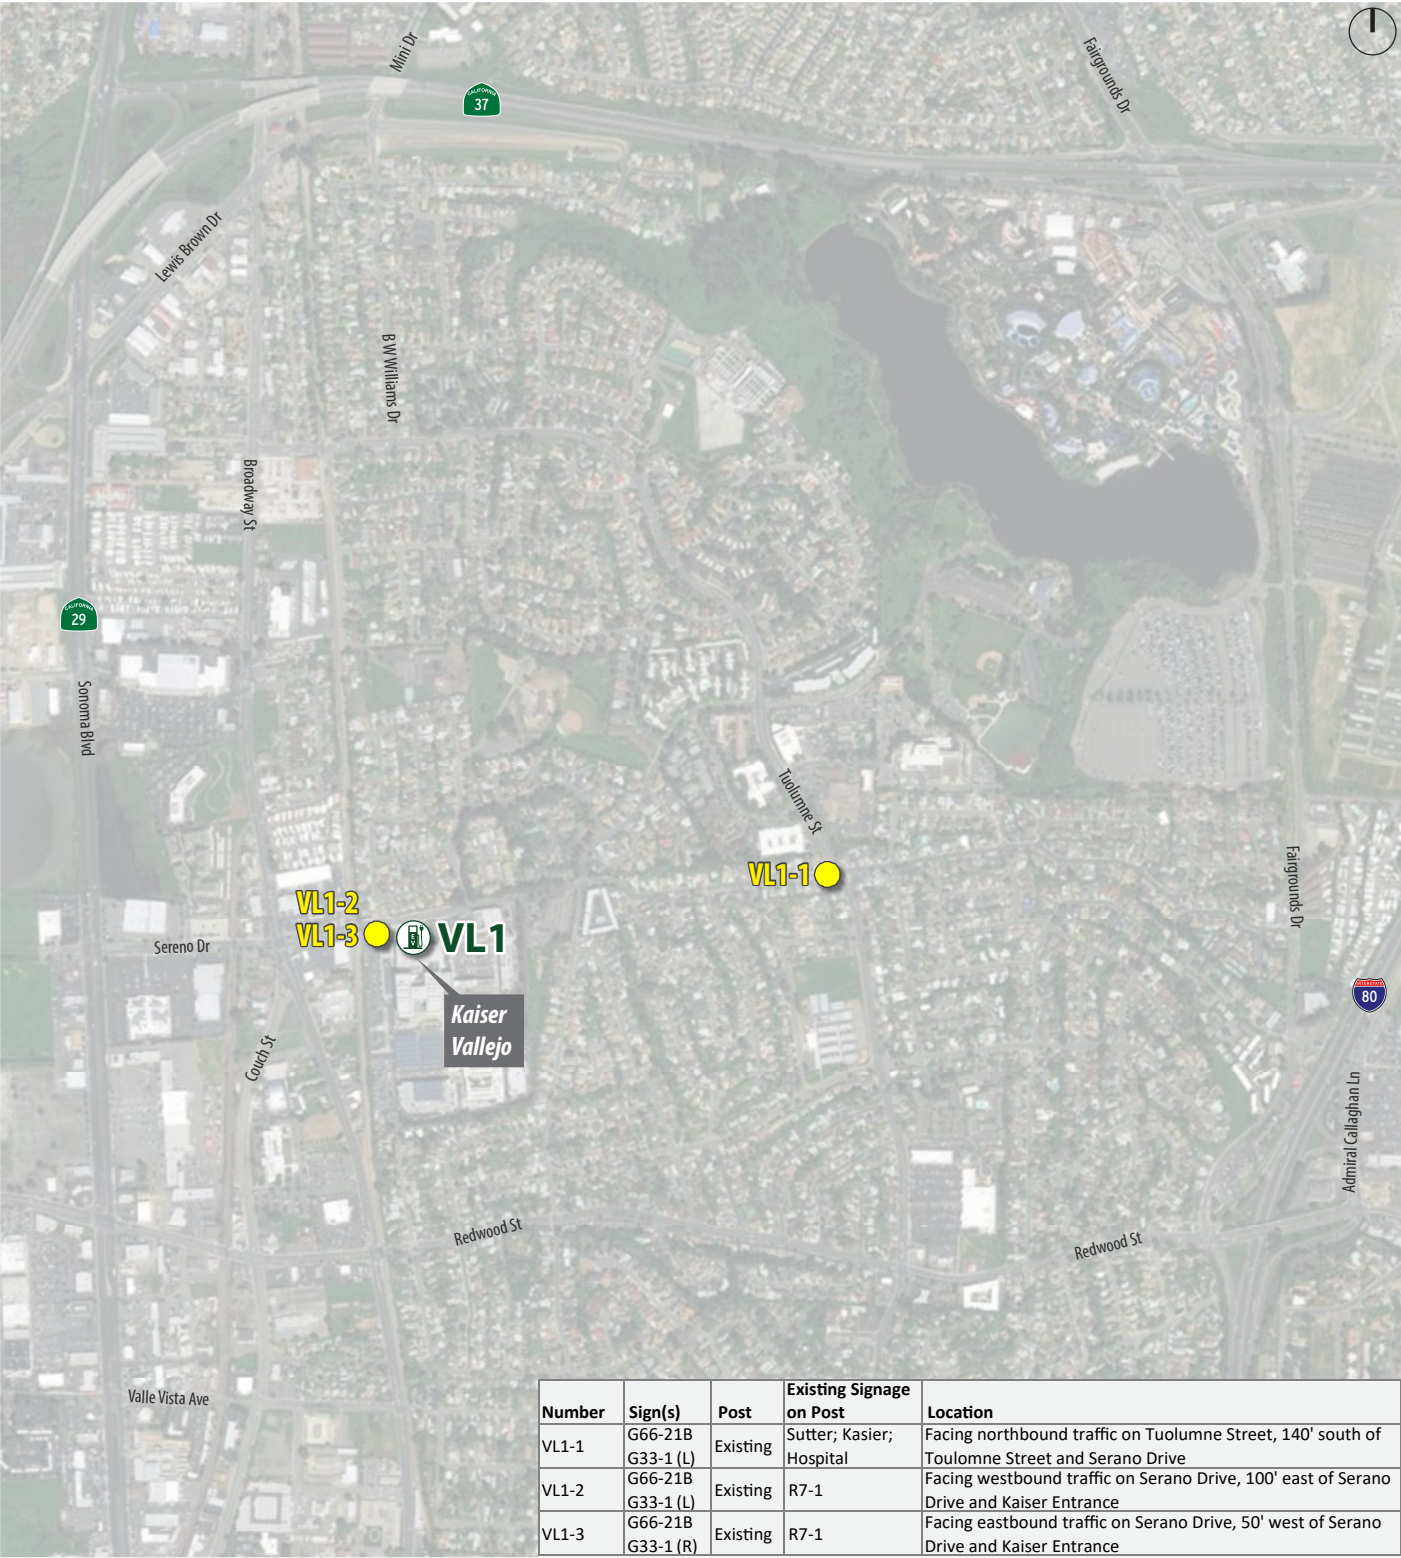 Mini Dr
CALIFORNIA
37
Fairgrounds Dr
Lewis Brown Dr
B W Williams Dr
Broadway St
CALIFORNIA
29
Sonoma Blvd
Tuolumne St
VL1-1
Fairgrounds Dr
VL1-2
VL1-3
EV
VL1
Sereno Dr
INTERSTATE
80
Kaiser
Vallejo
Couch St
Admiral Callaghan Ln
Redwood St
Redwood St
Valle Vista Ave
Number Sign(s) Post Existing Signage on Post Location
VL1-1 G66-21B G33-1 (L) Existing Sutter; Kasier; Hospital Facing northbound traffic on Tuolumne Street, 140' south of Toulomne Street and Serano Drive
VL1-2 G66-21B G33-1 (L) Existing R7-1 Facing westbound traffic on Serano Drive, 100' east of Serano Drive and Kaiser Entrance
VL1-3 G66-21B G33-1 (R) Existing R7-1 Facing eastbound traffic on Serano Drive, 50' west of Serano Drive and Kaiser Entrance